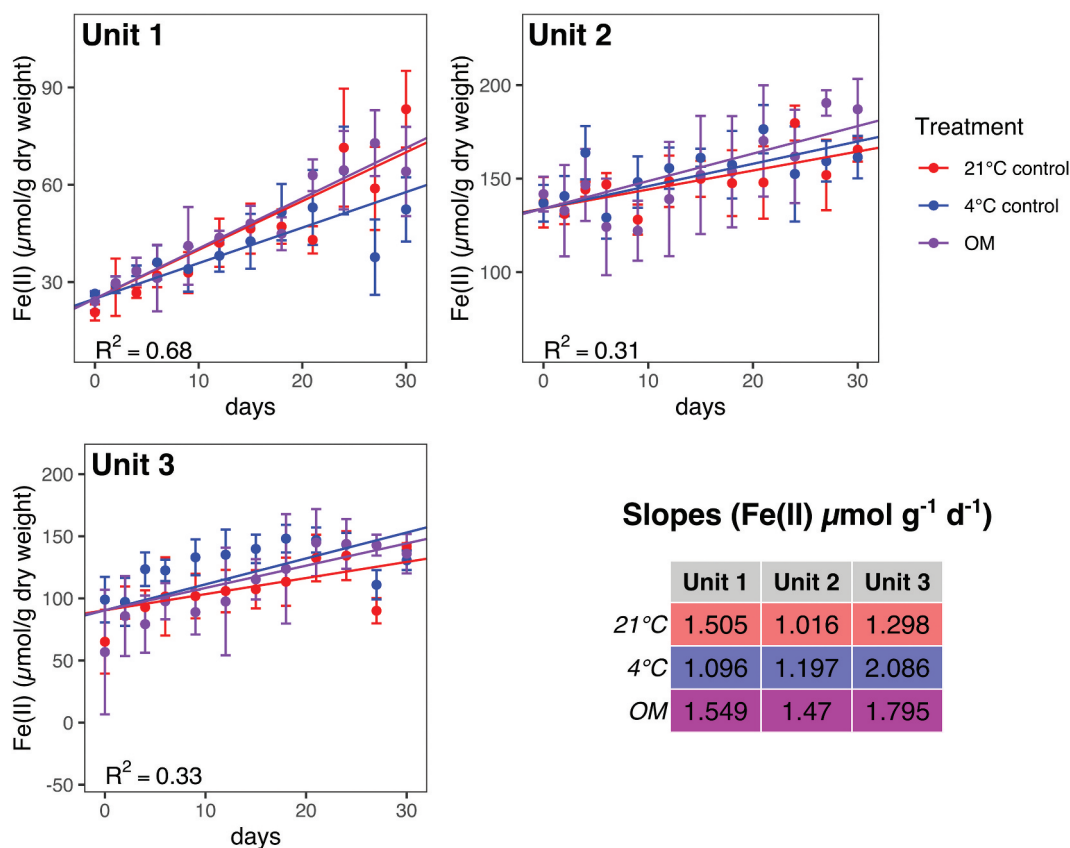 Unit 1
Fe(II) (µmol/g dry weight)
90
60
30
R² = 0.68
0 10 20 30
days
Unit 2
Fe(II) (µmol/g dry weight)
200
150
100
R² = 0.31
0 10 20 30
days
Treatment
21°C control
4°C control
OM
Unit 3
Fe(II) (µmol/g dry weight)
200
150
100
50
0
-50
R² = 0.33
0 10 20 30
days
Slopes (Fe(II) µmol g⁻¹ d⁻¹)
Unit 1 Unit 2 Unit 3
21°C 1.505 1.016 1.298
4°C 1.096 1.197 2.086
OM 1.549 1.47 1.795